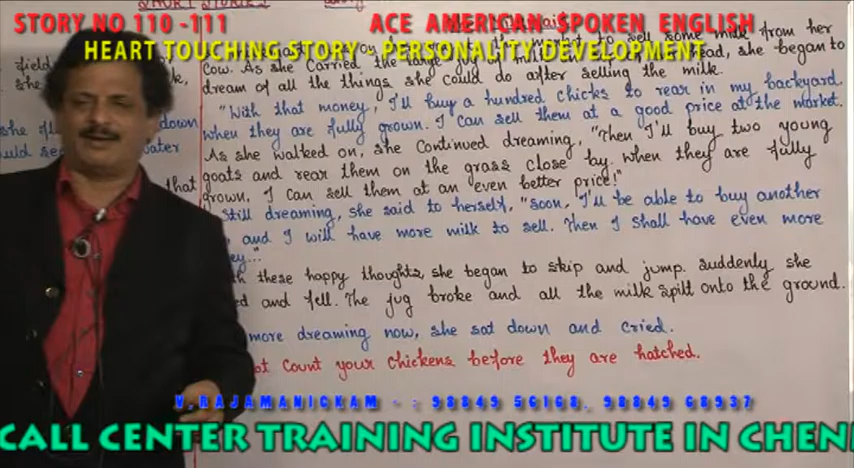 SHORT STORIES
STORY NO 110 -111
ACE AMERICAN SPOKEN ENGLISH
HEART TOUCHING STORY - PERSONALITY DEVELOPMENT
to sell some milk from her
cow. As she carried the large jug she began to
dream of all the things she could do after selling the milk.
"With that money, I'll buy a hundred chicks to rear in my backyard.
when they are fully grown. I can sell them at a good price at the market.
As she walked on, she continued dreaming, "Then I'll buy two young
goats and rear them on the grass close by. when they are fully
grown, I can sell them at an even better price!"
still dreaming, she said to herself, "soon, I'll be able to buy another
and I will have more milk to sell. Then I shall have even more
ey..."
these happy thoughts, she began to skip and jump. suddenly she
and fell. The jug broke and all the milk spilt onto the ground.
more dreaming now, she sat down and cried.
ot count your chickens before they are hatched.
field
down
water
that
V.RAJAMANICKAM - : 98849 56168, 98849 68937
CALL CENTER TRAINING INSTITUTE IN CHEN